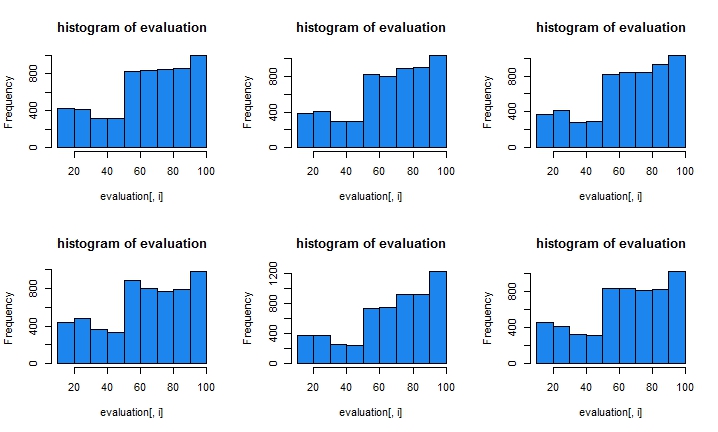 histogram of evaluation histogram of evaluation histogram of evaluation
Frequency 0 400 800 Frequency 0 400 800 Frequency 0 400 800
20 40 60 80 100 20 40 60 80 100 20 40 60 80 100
evaluation[, i] evaluation[, i] evaluation[, i]
histogram of evaluation histogram of evaluation histogram of evaluation
Frequency 0 400 800 Frequency 0 400 800 1200 Frequency 0 400 800
20 40 60 80 100 20 40 60 80 100 20 40 60 80 100
evaluation[, i] evaluation[, i] evaluation[, i]